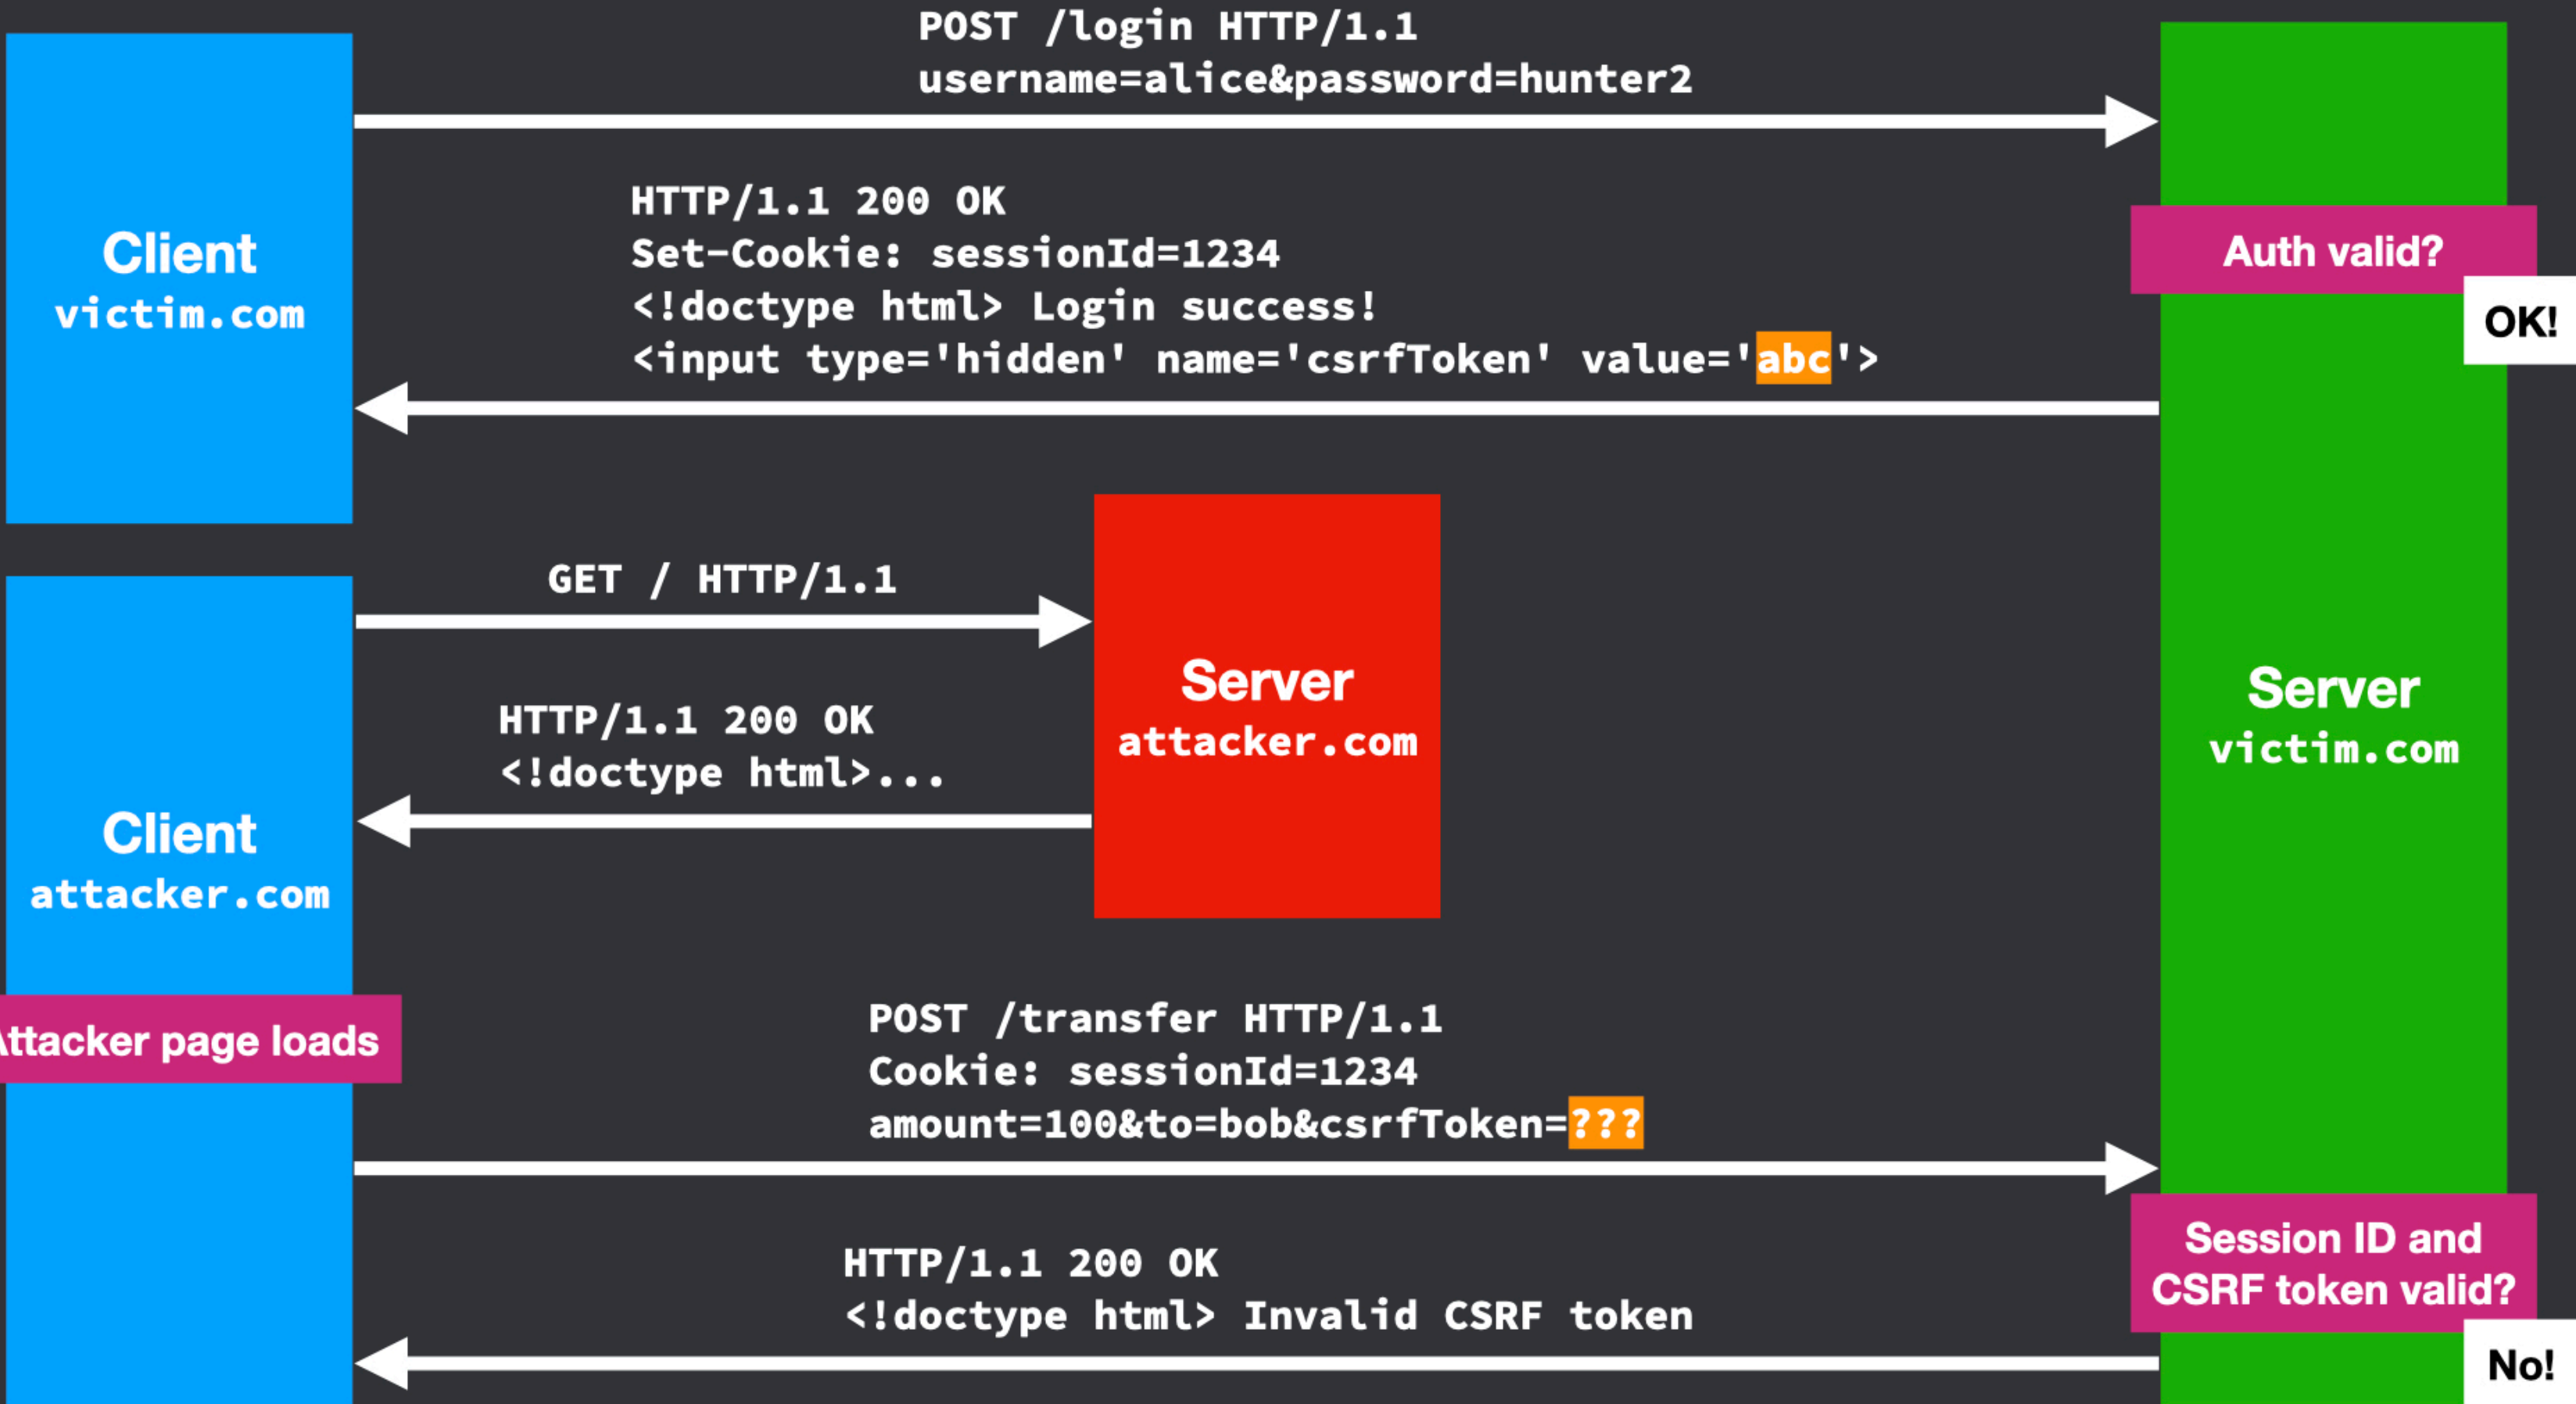 POST /login HTTP/1.1
username=alice&password=hunter2
Client
victim.com
HTTP/1.1 200 OK
Set-Cookie: sessionId=1234
<!doctype html> Login success!
<input type='hidden' name='csrfToken' value='abc'>
Auth valid?
OK!
GET / HTTP/1.1
HTTP/1.1 200 OK
<!doctype html>...
Server
attacker.com
Server
victim.com
Client
attacker.com
Attacker page loads
POST /transfer HTTP/1.1
Cookie: sessionId=1234
amount=100&to=bob&csrfToken=???
Session ID and
CSRF token valid?
No!
HTTP/1.1 200 OK
<!doctype html> Invalid CSRF token